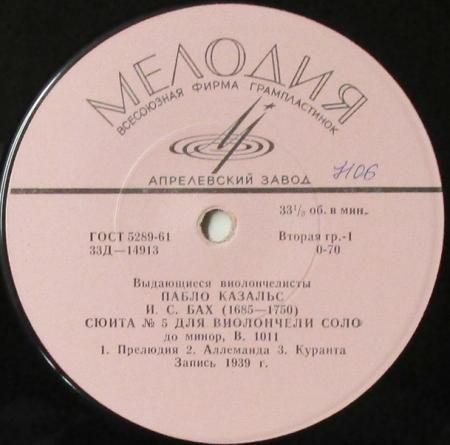 МЕЛОДИЯ
ВСЕСОЮЗНАЯ ФИРМА ГРАМПЛАСТИНОК
АПРЕЛЕВСКИЙ ЗАВОД
7106
33⅓ об. в мин.
ГОСТ 5289-61
Вторая гр.-1
33Д—14913
0-70
Выдающиеся виолончелисты
ПАБЛО КАЗАЛЬС
И. С. БАХ (1685—1750)
СЮИТА № 5 ДЛЯ ВИОЛОНЧЕЛИ СОЛО
до минор, В. 1011
1. Прелюдия 2. Аллеманда 3. Куранта
Запись 1939 г.